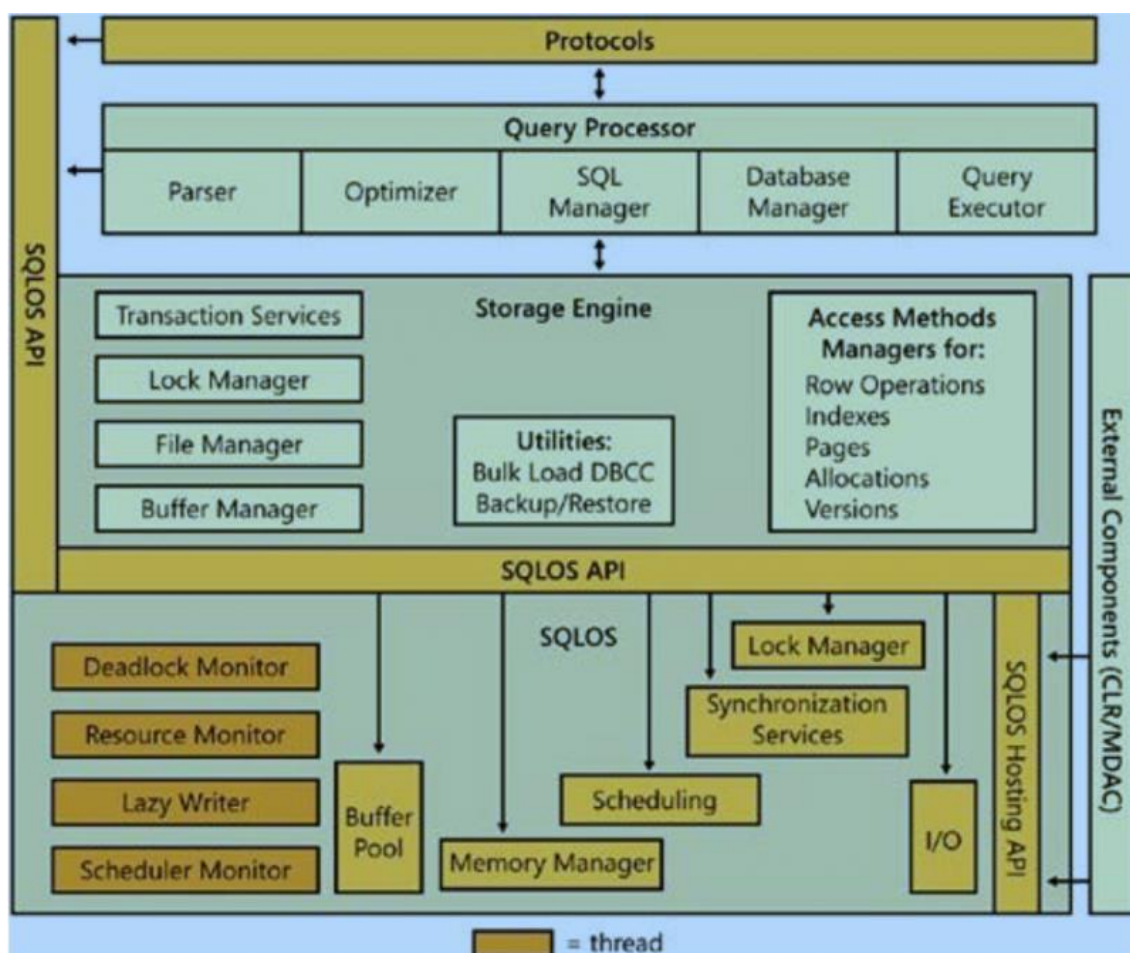 Protocols
Query Processor
Parser
Optimizer
SQL
Manager
Database
Manager
Query
Executor
SQLOS API
Storage Engine
Transaction Services
Lock Manager
File Manager
Buffer Manager
Utilities:
Bulk Load DBCC
Backup/Restore
Access Methods
Managers for:
Row Operations
Indexes
Pages
Allocations
Versions
External Components (CLR/MDAC)
SQLOS API
SQLOS
Deadlock Monitor
Resource Monitor
Lazy Writer
Scheduler Monitor
Buffer
Pool
Memory Manager
Scheduling
Synchronization
Services
Lock Manager
I/O
SQLOS Hosting API
= thread